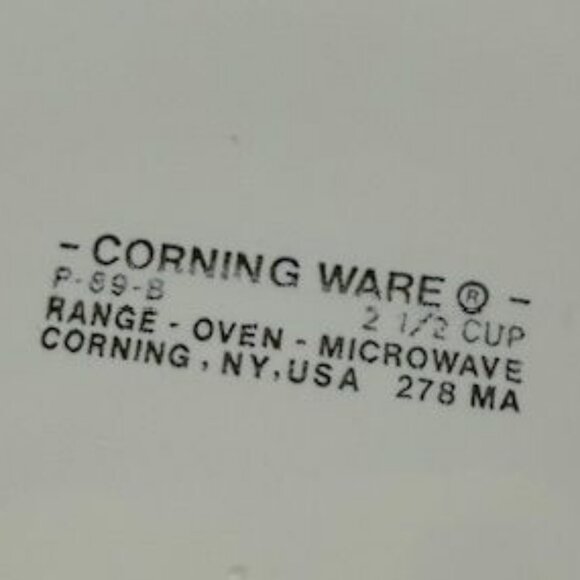 - CORNING WARE ® -
P-89-B 2 1/2 CUP
RANGE - OVEN - MICROWAVE
CORNING, NY, USA 278 MA